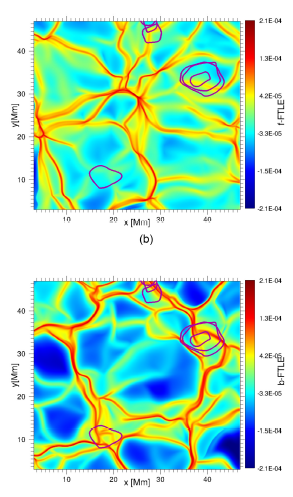 40
30
20
10
y[Mm]
10 20 30 40
x [Mm]
2.1E-04
1.3E-04
4.2E-05
-3.3E-05
-1.5E-04
-2.1E-04
f-FTLE
(b)
40
30
20
10
y[Mm]
10 20 30 40
x [Mm]
2.1E-04
1.3E-04
4.2E-05
-3.3E-05
-1.5E-04
-2.1E-04
b-FTLE